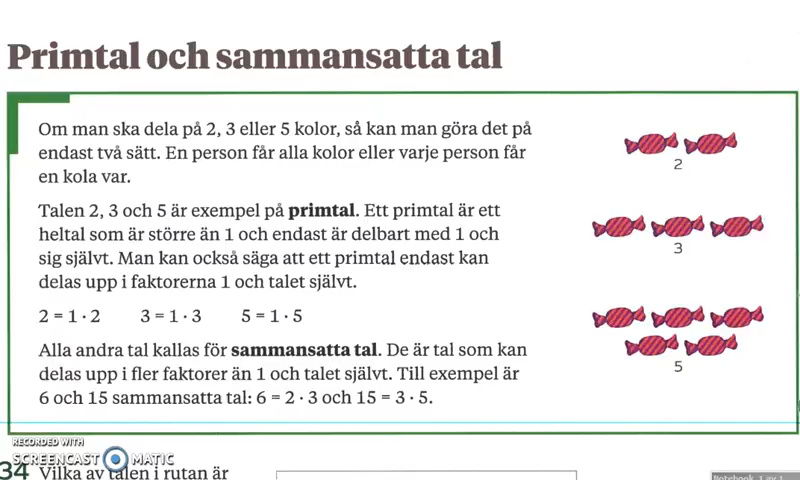 Primtal och sammansatta tal
Om man ska dela på 2, 3 eller 5 kolor, så kan man göra det på
endast två sätt. En person får alla kolor eller varje person får
en kola var.
2
Talen 2, 3 och 5 är exempel på primtal. Ett primtal är ett
heltal som är större än 1 och endast är delbart med 1 och
sig självt. Man kan också säga att ett primtal endast kan
delas upp i faktorerna 1 och talet självt.
3
2 = 1 · 2 3 = 1 · 3 5 = 1 · 5
Alla andra tal kallas för sammansatta tal. De är tal som kan
delas upp i fler faktorer än 1 och talet självt. Till exempel är
6 och 15 sammansatta tal: 6 = 2 · 3 och 15 = 3 · 5.
5
RECORDED WITH
SCREENCAST MATIC
34 Vilka av talen i rutan är
Notebook 1 av 1